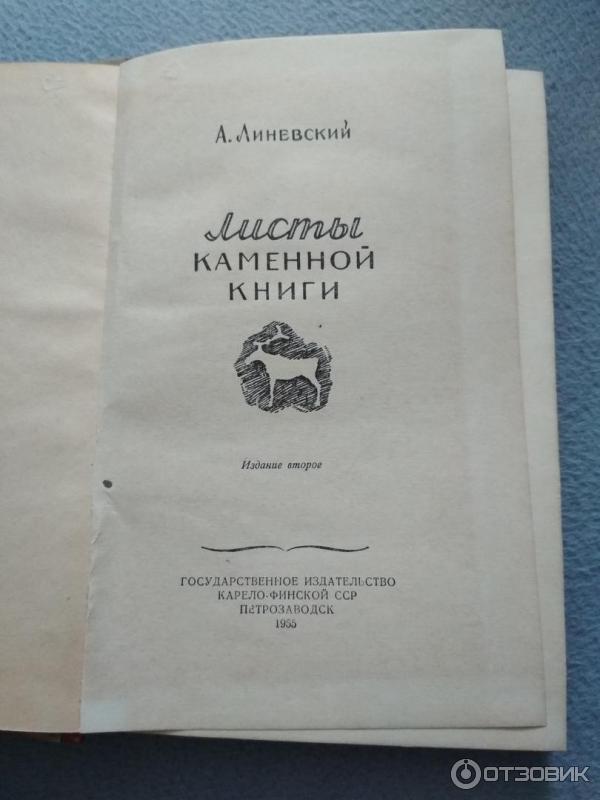 А. Линевский
Листы
КАМЕННОЙ
КНИГИ
Издание второе
ГОСУДАРСТВЕННОЕ ИЗДАТЕЛЬСТВО
КАРЕЛО-ФИНСКОЙ ССР
ПЕТРОЗАВОДСК
1955
ОТЗОВИК